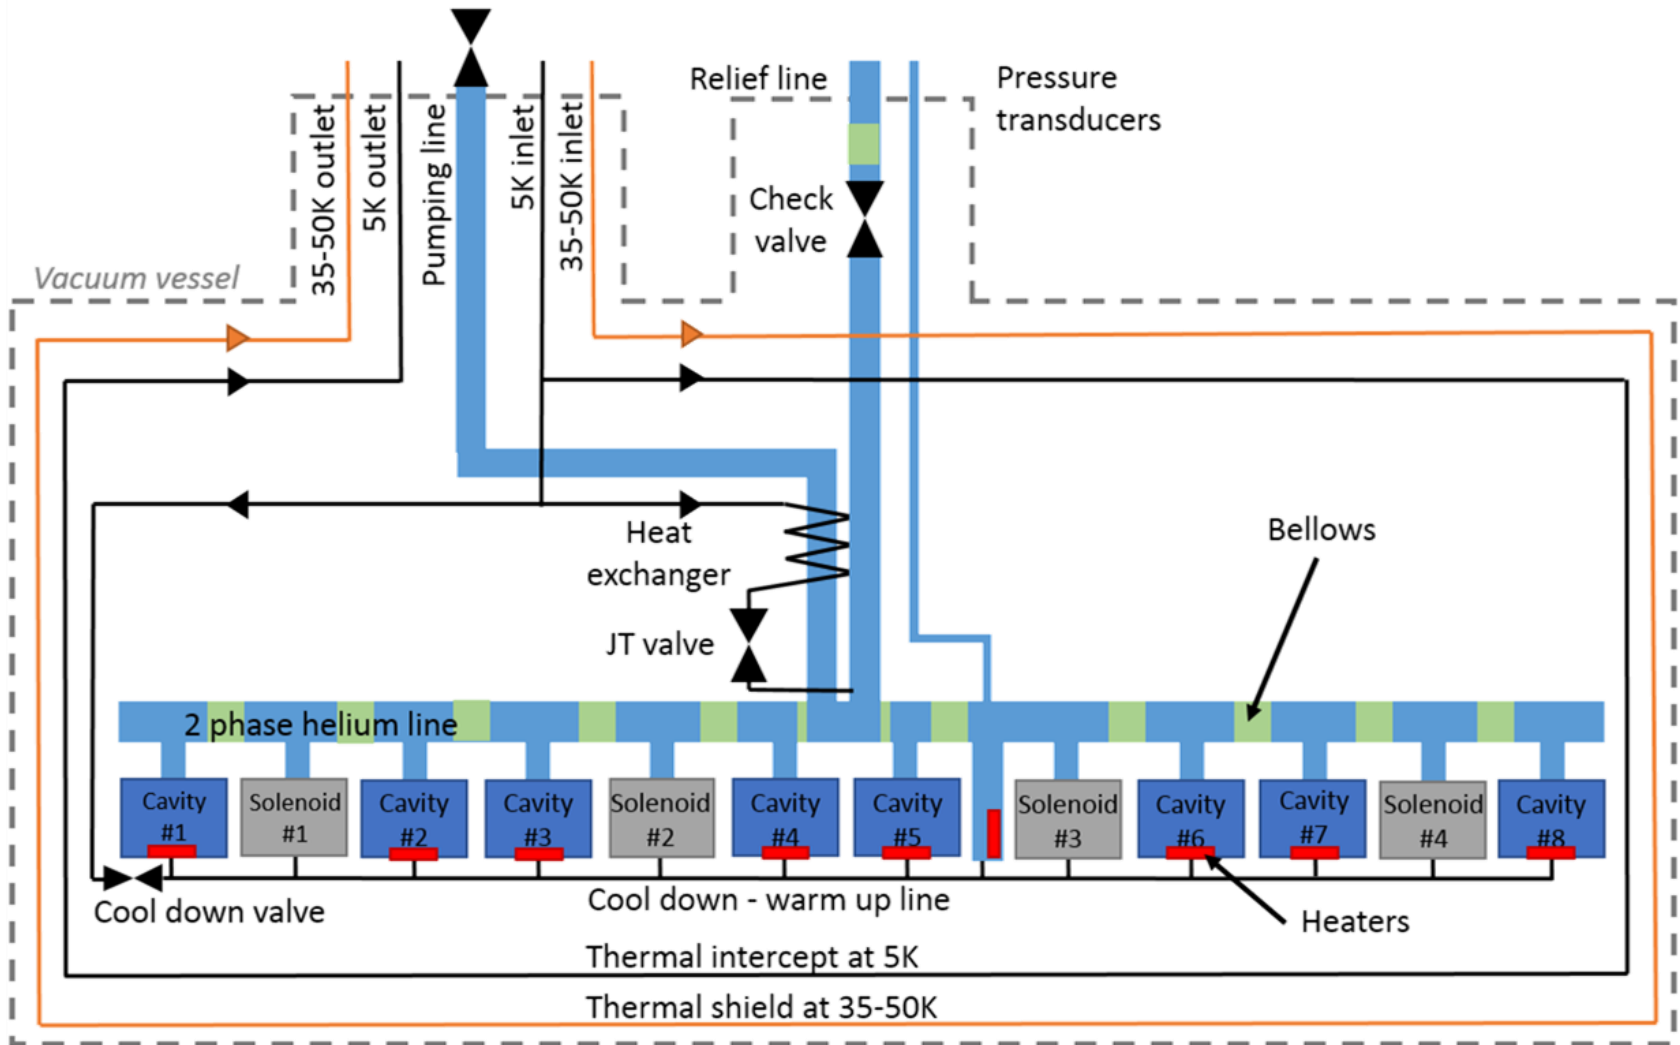 Relief line
Pressure
transducers
35-50K outlet
5K outlet
Pumping line
5K inlet
35-50K inlet
Check
valve
Vacuum vessel
Heat
exchanger
Bellows
JT valve
2 phase helium line
Cavity
#1
Solenoid
#1
Cavity
#2
Cavity
#3
Solenoid
#2
Cavity
#4
Cavity
#5
Solenoid
#3
Cavity
#6
Cavity
#7
Solenoid
#4
Cavity
#8
Cool down valve
Cool down - warm up line
Heaters
Thermal intercept at 5K
Thermal shield at 35-50K